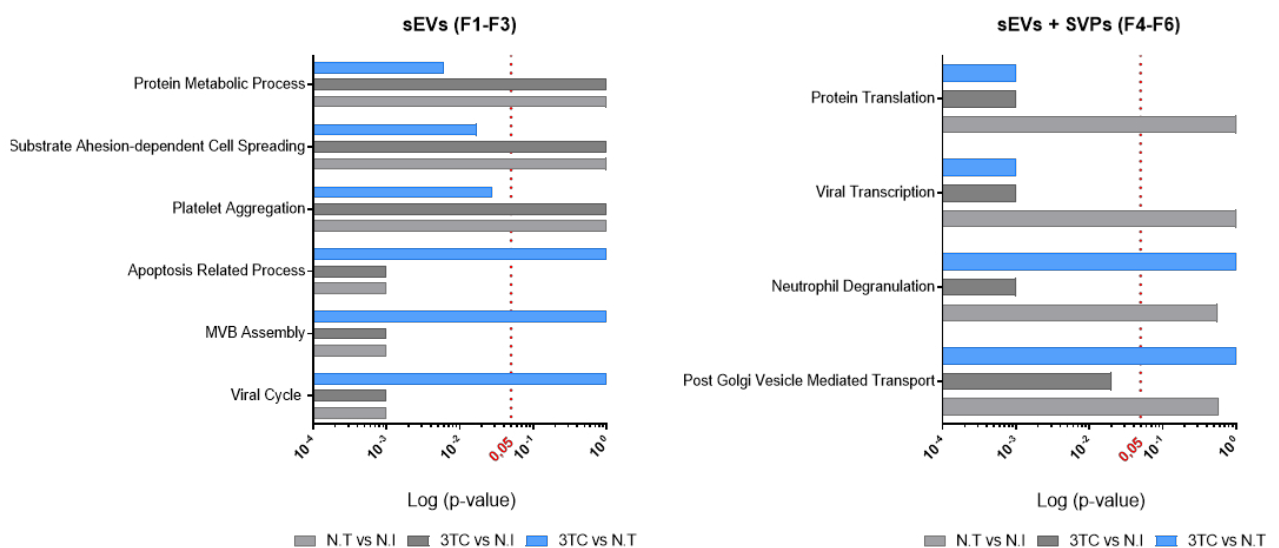 sEVs (F1-F3)
Protein Metabolic Process
Substrate Ahesion-dependent Cell Spreading
Platelet Aggregation
Apoptosis Related Process
MVB Assembly
Viral Cycle
10^-4 10^-3 10^-2 0,05 10^-1 10^0
Log (p-value)
N.T vs N.I 3TC vs N.I 3TC vs N.T
sEVs + SVPs (F4-F6)
Protein Translation
Viral Transcription
Neutrophil Degranulation
Post Golgi Vesicle Mediated Transport
10^-4 10^-3 10^-2 0,05 10^-1 10^0
Log (p-value)
N.T vs N.I 3TC vs N.I 3TC vs N.T